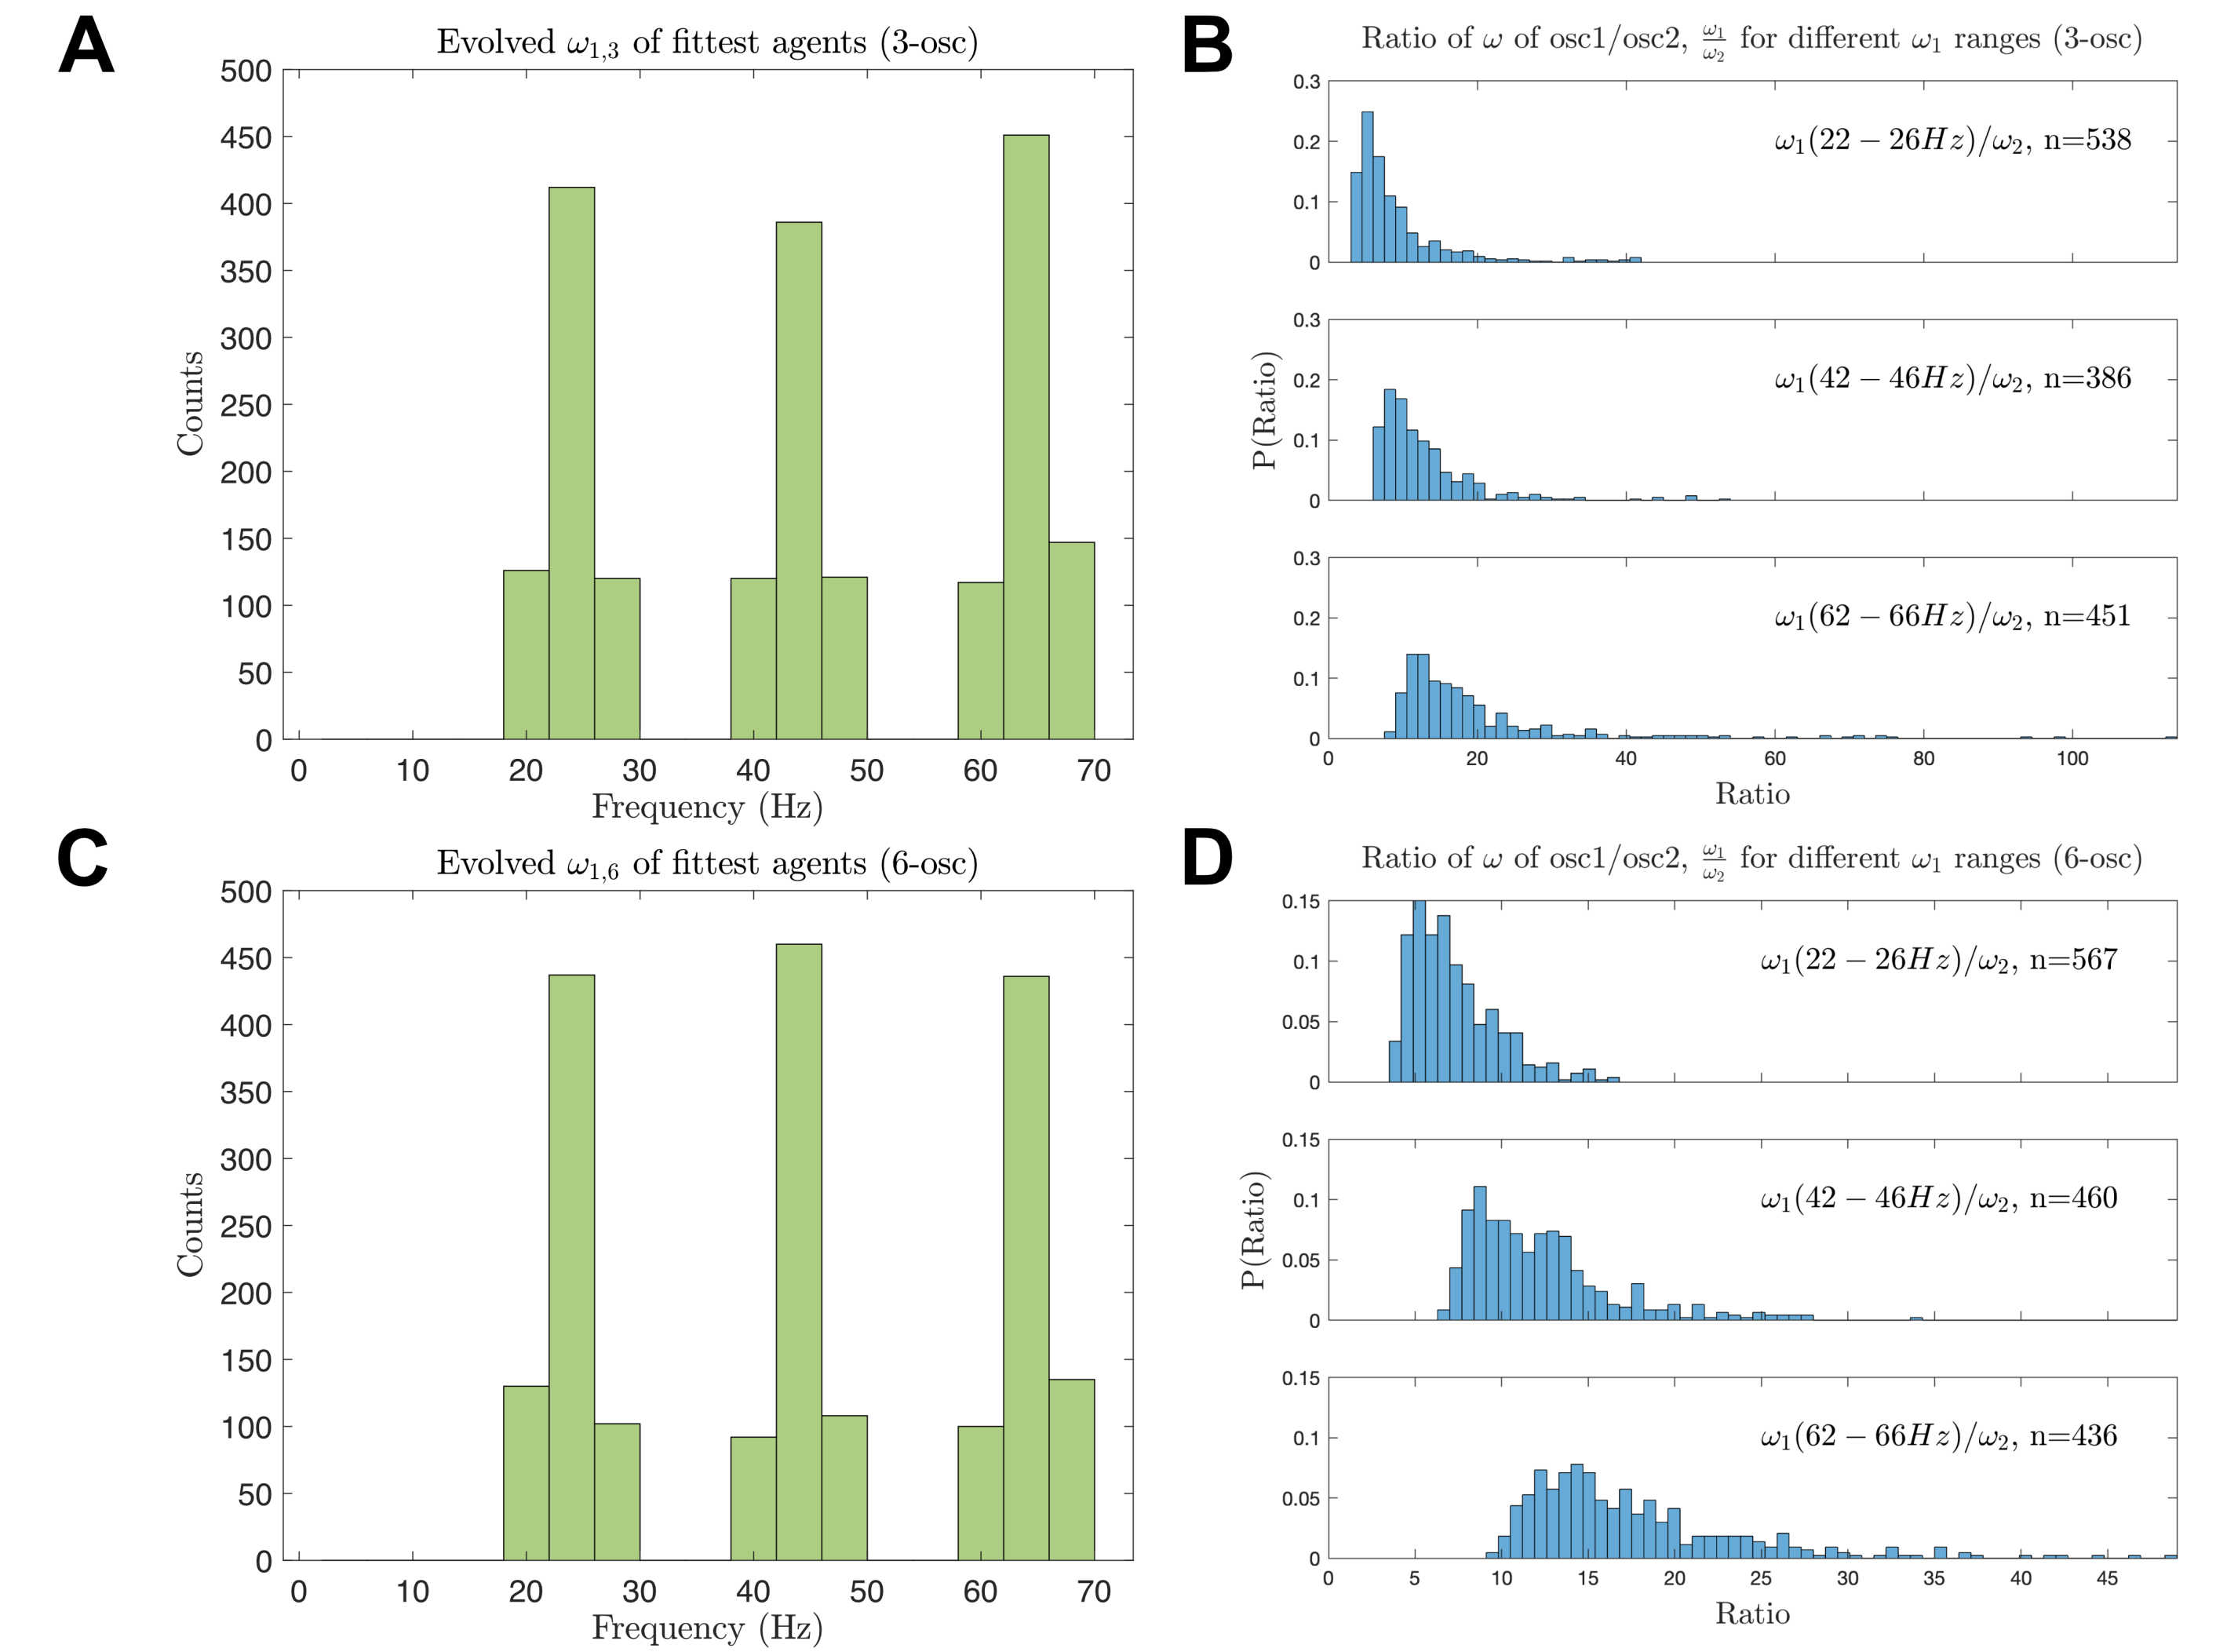 A
Evolved ω1,3 of fittest agents (3-osc)
500
450
400
350
300
250
200
150
100
50
0
Counts
0 10 20 30 40 50 60 70
Frequency (Hz)
B
Ratio of ω of osc1/osc2, ω1/ω2 for different ω1 ranges (3-osc)
0.3
0.2
0.1
0
ω1(22 − 26Hz)/ω2, n=538
0.3
0.2
0.1
0
ω1(42 − 46Hz)/ω2, n=386
P(Ratio)
0.3
0.2
0.1
0
ω1(62 − 66Hz)/ω2, n=451
0 20 40 60 80 100
Ratio
C
Evolved ω1,6 of fittest agents (6-osc)
500
450
400
350
300
250
200
150
100
50
0
Counts
0 10 20 30 40 50 60 70
Frequency (Hz)
D
Ratio of ω of osc1/osc2, ω1/ω2 for different ω1 ranges (6-osc)
0.15
0.1
0.05
0
ω1(22 − 26Hz)/ω2, n=567
0.15
0.1
0.05
0
ω1(42 − 46Hz)/ω2, n=460
P(Ratio)
0.15
0.1
0.05
0
ω1(62 − 66Hz)/ω2, n=436
0 5 10 15 20 25 30 35 40 45
Ratio